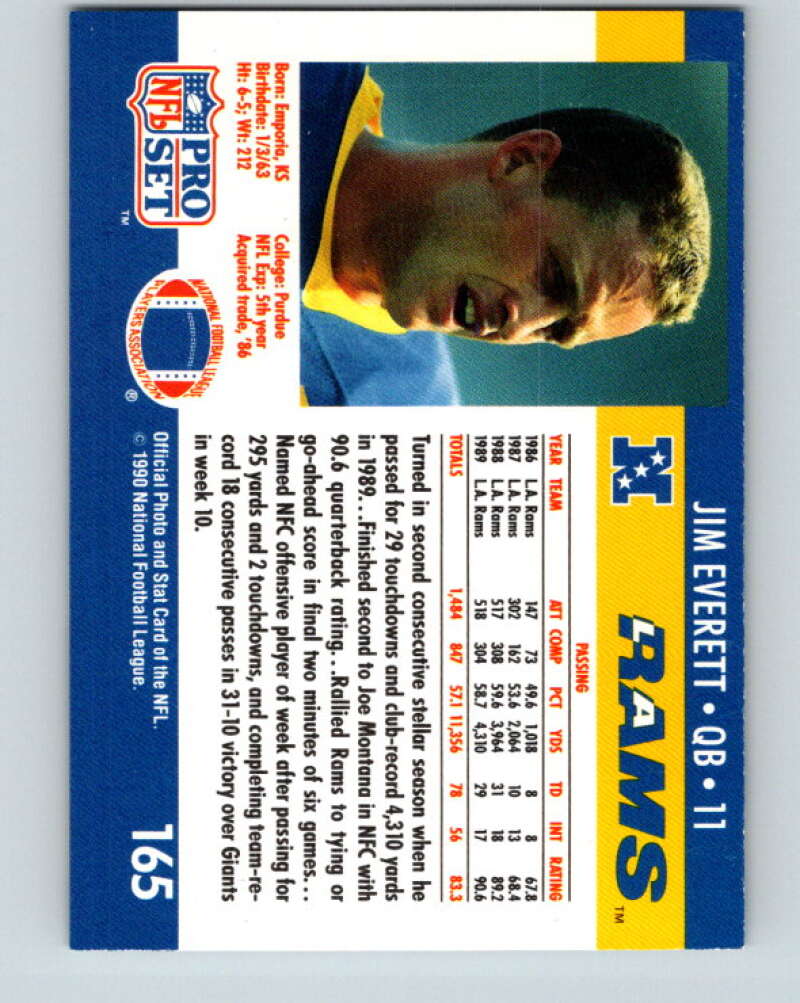 JIM EVERETT • QB • 11
N
L.A.
RAMS™
PASSING
YEAR TEAM ATT COMP PCT YDS TD INT RATING
1986 L.A. Rams 147 73 49.6 1,018 8 8 67.8
1987 L.A. Rams 302 162 53.6 2,064 10 13 68.4
1988 L.A. Rams 517 308 59.6 3,964 31 18 89.2
1989 L.A. Rams 518 304 58.7 4,310 29 17 90.6
TOTALS 1,484 847 57.1 11,356 78 56 83.3
Turned in second consecutive stellar season when he
passed for 29 touchdowns and club-record 4,310 yards
in 1989...Finished second to Joe Montana in NFC with
90.6 quarterback rating...Rallied Rams to tying or
go-ahead score in final two minutes of six games...
Named NFC offensive player of week after passing for
295 yards and 2 touchdowns, and completing team-re-
cord 18 consecutive passes in 31-10 victory over Giants
in week 10.
Born: Emporia, KS
Birthdate: 1/3/63
Ht: 6-5; Wt: 212
College: Purdue
NFL Exp: 5th year
Acquired trade, '86
NFL
PRO
SET
™
NATIONAL FOOTBALL LEAGUE
PLAYERS ASSOCIATION
®
Official Photo and Stat Card of the NFL.
© 1990 National Football League.
165